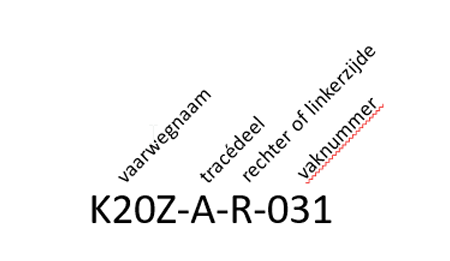 vaarwegnaam
tracédeel
rechter of linkerzijde
vaknummer
K20Z-A-R-031